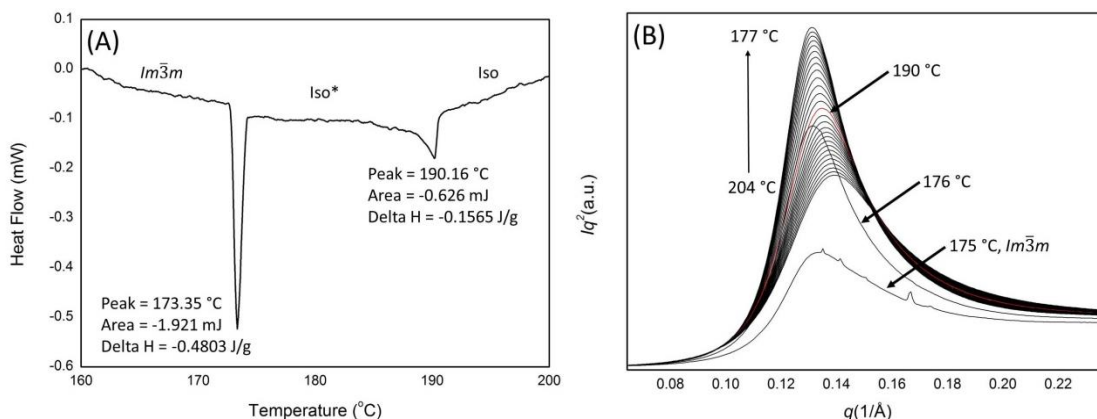 (A)
0.1
0.0
-0.1
-0.2
-0.3
-0.4
-0.5
-0.6
Heat Flow (mW)
Im3̅m
Iso*
Iso
Peak = 190.16 °C
Area = -0.626 mJ
Delta H = -0.1565 J/g
Peak = 173.35 °C
Area = -1.921 mJ
Delta H = -0.4803 J/g
160
170
180
190
200
Temperature (°C)
(B)
177 °C
190 °C
204 °C
176 °C
175 °C, Im3̅m
Iq²(a.u.)
0.08
0.10
0.12
0.14
0.16
0.18
0.20
0.22
q(1/Å)